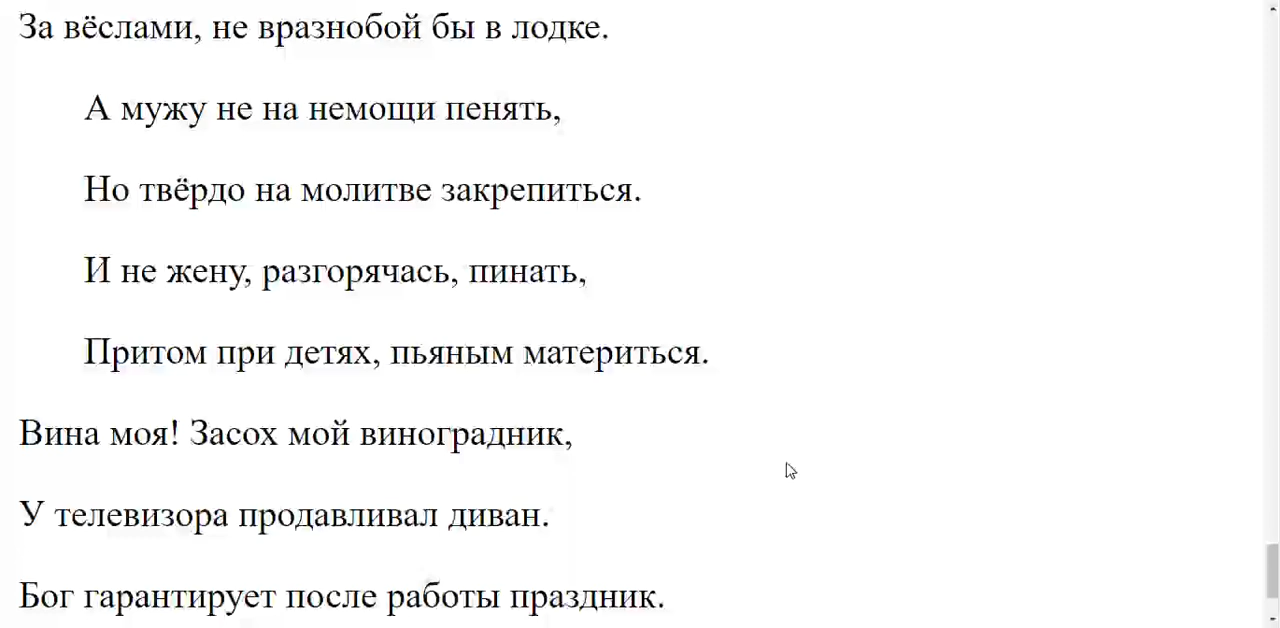 За вёслами, не вразнобой бы в лодке.
А мужу не на немощи пенять,
Но твёрдо на молитве закрепиться.
И не жену, разгорячась, пинать,
Притом при детях, пьяным материться.
Вина моя! Засох мой виноградник,
У телевизора продавливал диван.
Бог гарантирует после работы праздник.